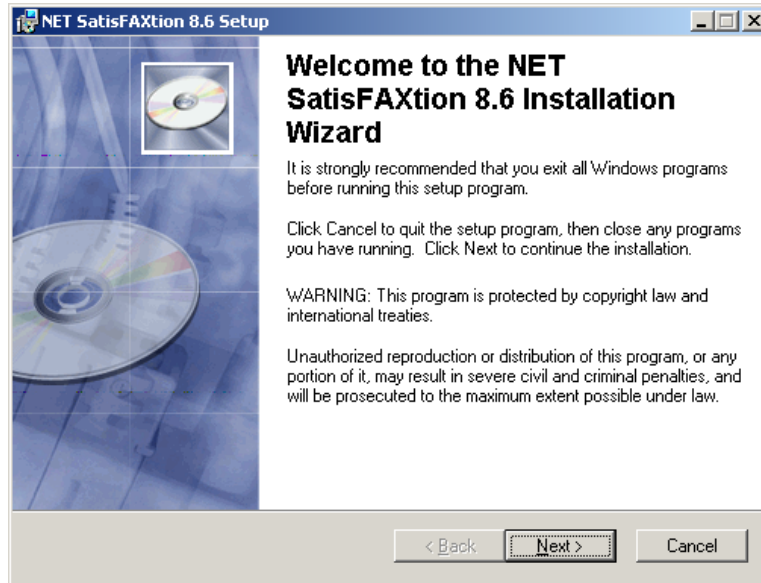 NET SatisFAXtion 8.6 Setup
Welcome to the NET
SatisFAXtion 8.6 Installation
Wizard
It is strongly recommended that you exit all Windows programs
before running this setup program.
Click Cancel to quit the setup program, then close any programs
you have running.  Click Next to continue the installation.
WARNING: This program is protected by copyright law and
international treaties.
Unauthorized reproduction or distribution of this program, or any
portion of it, may result in severe civil and criminal penalties, and
will be prosecuted to the maximum extent possible under law.
< Back
Next >
Cancel